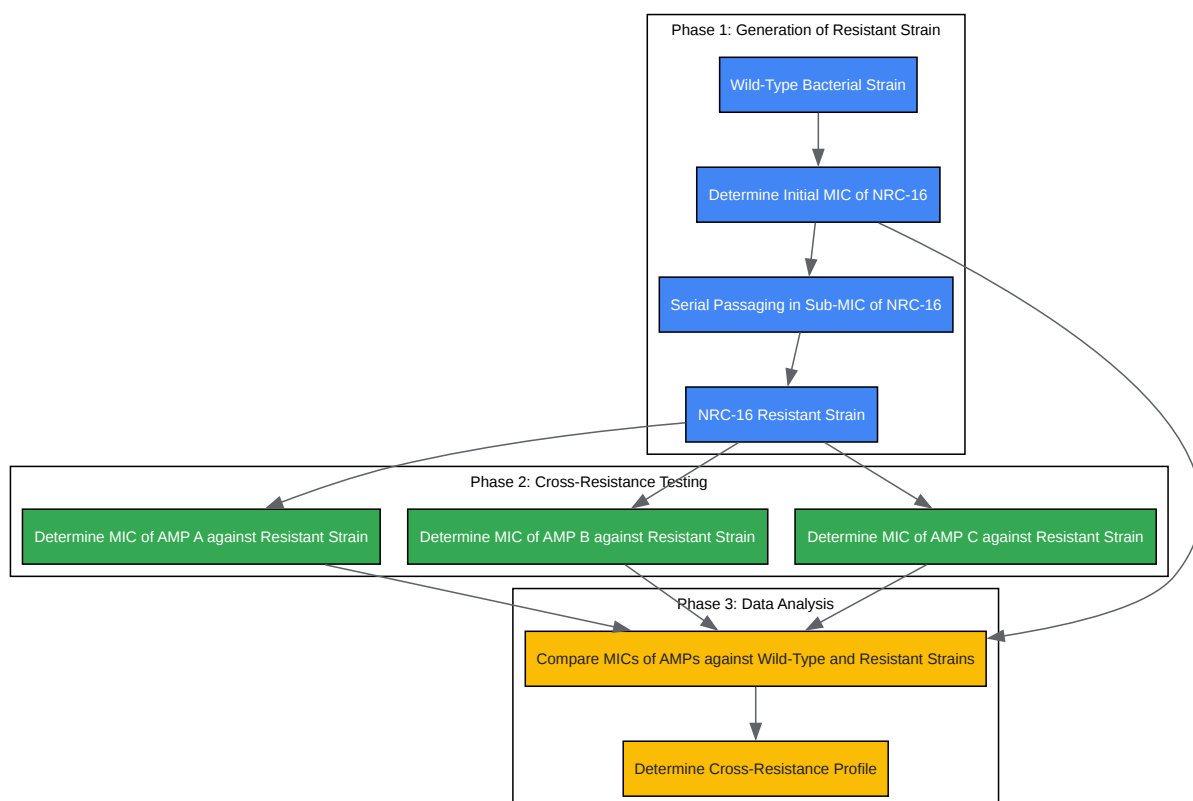 Phase 1: Generation of Resistant Strain
Wild-Type Bacterial Strain
Determine Initial MIC of NRC-16
Serial Passaging in Sub-MIC of NRC-16
NRC-16 Resistant Strain
Phase 2: Cross-Resistance Testing
Determine MIC of AMP A against Resistant Strain
Determine MIC of AMP B against Resistant Strain
Determine MIC of AMP C against Resistant Strain
Phase 3: Data Analysis
Compare MICs of AMPs against Wild-Type and Resistant Strains
Determine Cross-Resistance Profile